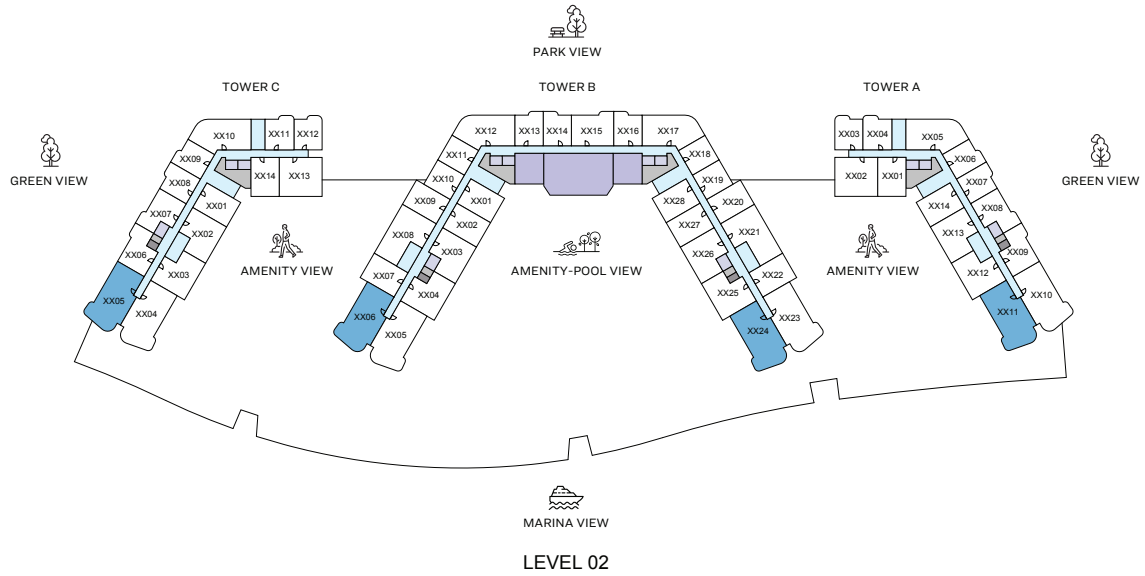 PARK VIEW
TOWER C
TOWER B
TOWER A
XX10
XX11
XX12
XX09
XX08
XX14
XX13
XX01
XX07
XX02
XX06
XX03
XX05
XX04
XX12
XX13
XX14
XX15
XX16
XX17
XX11
XX18
XX10
XX19
XX09
XX01
XX28
XX20
XX08
XX02
XX27
XX21
XX03
XX26
XX07
XX04
XX25
XX22
XX06
XX05
XX24
XX23
XX03
XX04
XX05
XX02
XX01
XX06
XX07
XX14
XX08
XX13
XX09
XX12
XX10
XX11
GREEN VIEW
GREEN VIEW
AMENITY VIEW
AMENITY-POOL VIEW
AMENITY VIEW
MARINA VIEW
LEVEL 02